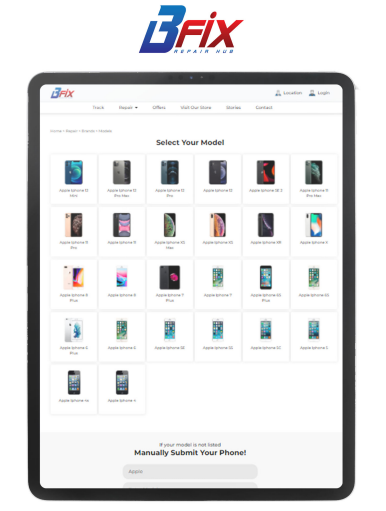 BFIX
REPAIR HUB
BFIX
Location Login
Track Repair Offers Visit Our Store Stories Contact
Home > Repair > Brands > Models
Select Your Model
Apple Iphone 12 Mini
Apple Iphone 12 Pro Max
Apple Iphone 12 Pro
Apple Iphone 12
Apple Iphone SE 2
Apple Iphone 11 Pro Max
Apple Iphone 11 Pro
Apple Iphone 11
Apple Iphone XS Max
Apple Iphone XS
Apple Iphone XR
Apple Iphone X
Apple Iphone 8 Plus
Apple Iphone 8
Apple Iphone 7 Plus
Apple Iphone 7
Apple Iphone 6S Plus
Apple Iphone 6S
Apple Iphone 6 Plus
Apple Iphone 6
Apple Iphone SE
Apple Iphone 5S
Apple Iphone 5C
Apple Iphone 5
Apple Iphone 4s
Apple Iphone 4
If your model is not listed
Manually Submit Your Phone!
Apple